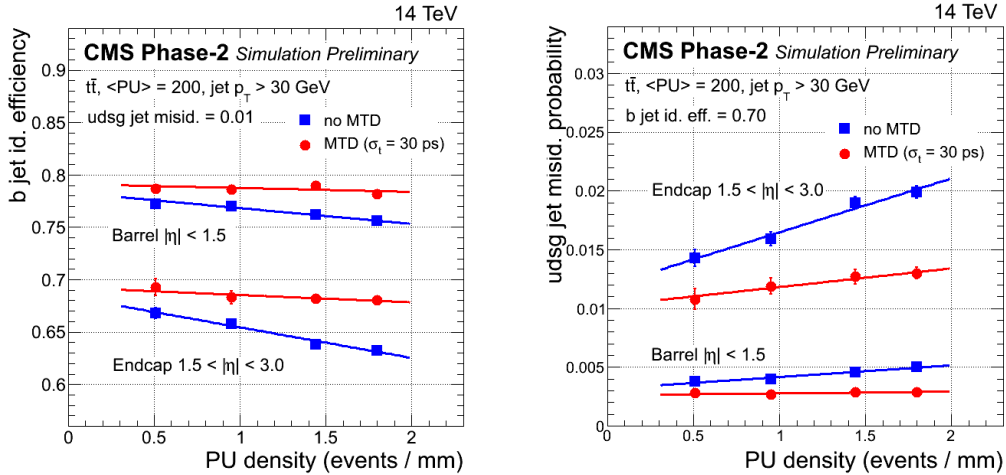 14 TeV
CMS Phase-2 Simulation Preliminary
tt̄, <PU> = 200, jet p_T > 30 GeV
udsg jet misid. = 0.01
no MTD
MTD (σ_t = 30 ps)
Barrel |η| < 1.5
Endcap 1.5 < |η| < 3.0
b jet id. efficiency
0.9
0.85
0.8
0.75
0.7
0.65
0.6
0 0.5 1 1.5 2
PU density (events / mm)
14 TeV
CMS Phase-2 Simulation Preliminary
tt̄, <PU> = 200, jet p_T > 30 GeV
b jet id. eff. = 0.70
no MTD
MTD (σ_t = 30 ps)
Endcap 1.5 < |η| < 3.0
Barrel |η| < 1.5
udsg jet misid. probability
0.03
0.025
0.02
0.015
0.01
0.005
0
0 0.5 1 1.5 2
PU density (events / mm)